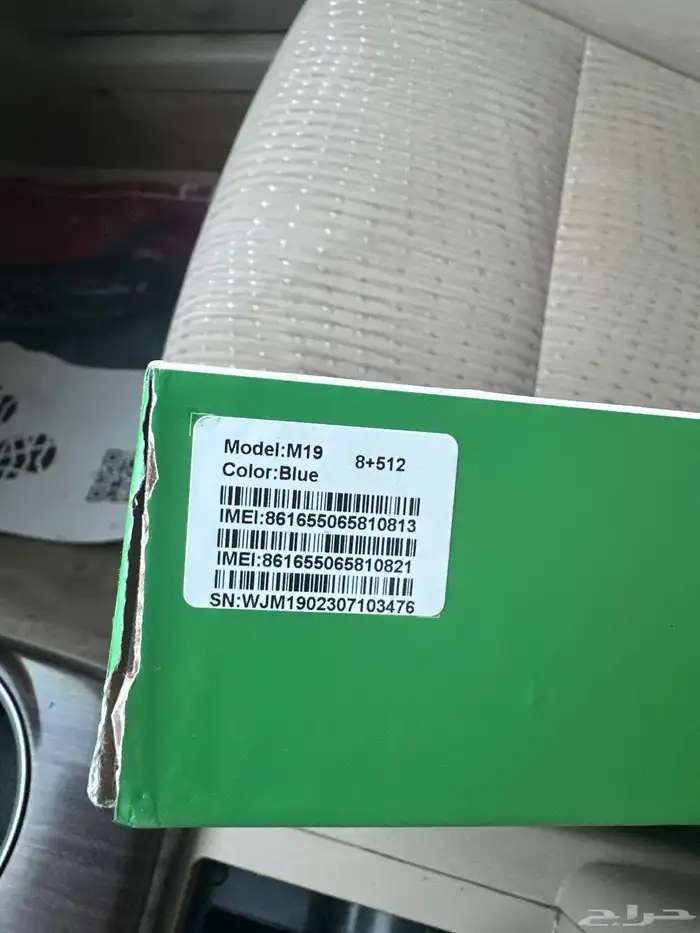 Model:M19 8+512
Color:Blue
IMEI:861655065810813
IMEI:861655065810821
SN:WJM1902307103476
حراج